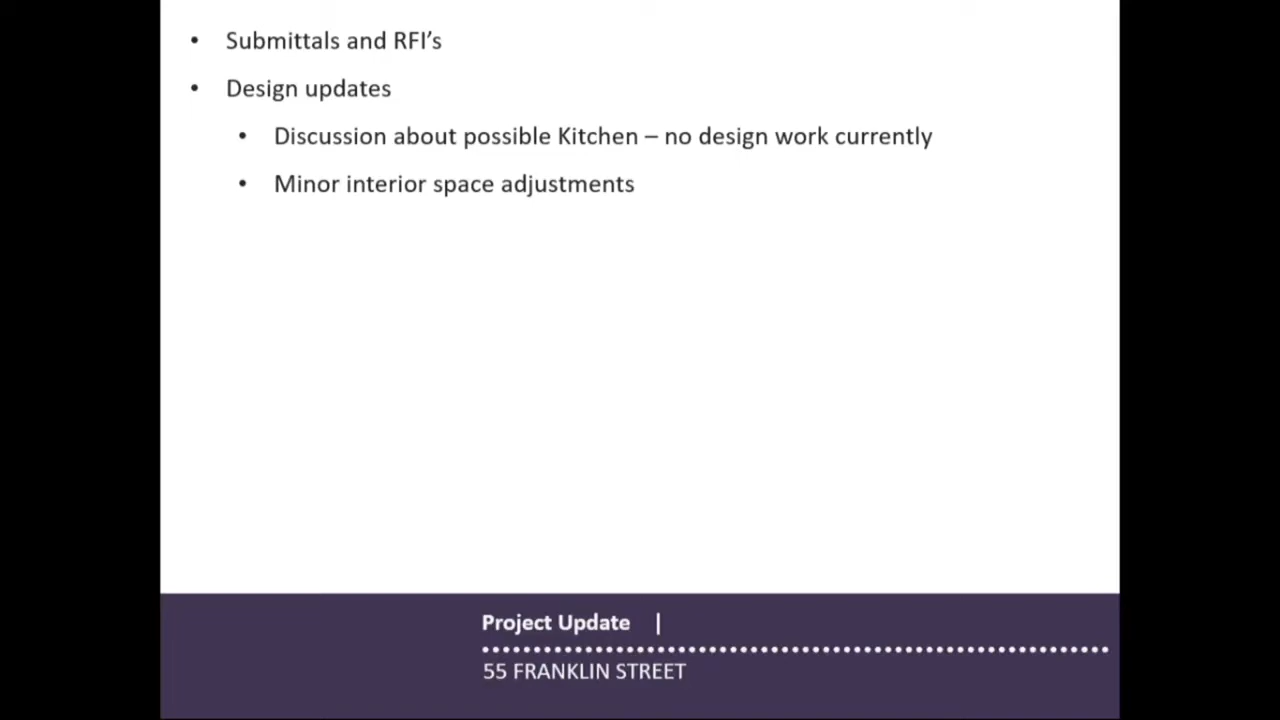 • Submittals and RFI’s
• Design updates
• Discussion about possible Kitchen – no design work currently
• Minor interior space adjustments
Project Update |
55 FRANKLIN STREET